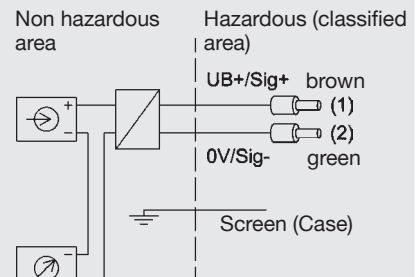 Non hazardous
area
Hazardous (classified
area)
UB+/Sig+ brown
(1)
(2)
0V/Sig- green
Screen (Case)
+
−
−